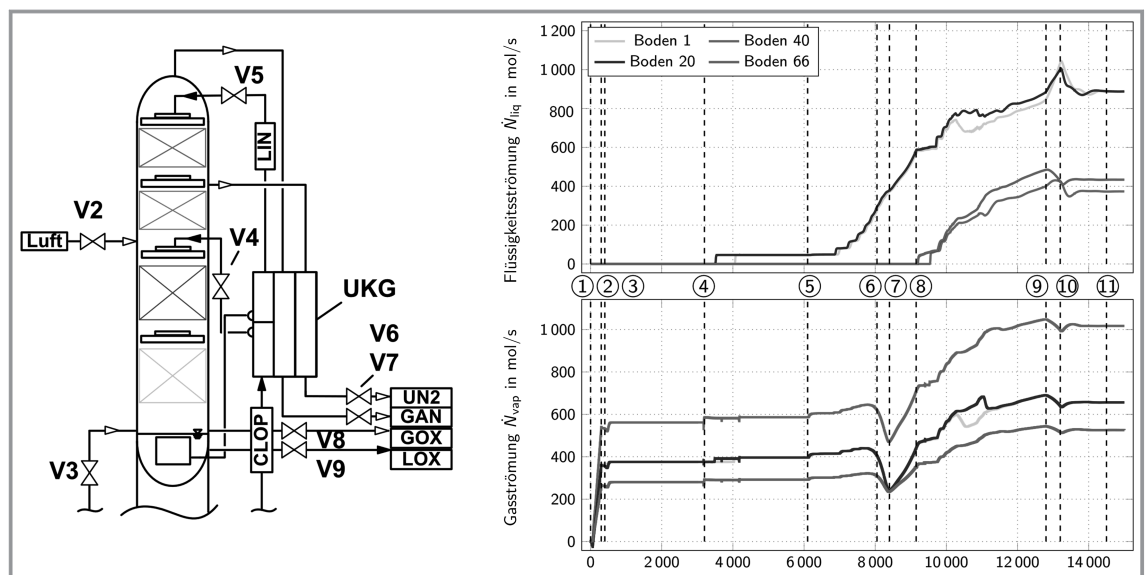 V5
LIN
V2
Luft
V4
UKG
V6
V7
UN2
GAN
V8
GOX
V3
CLOP
V9
LOX
Flüssigkeitsströmung Ṅliq in mol/s
1 200
1 000
800
600
400
200
0
Boden 1
Boden 40
Boden 20
Boden 66
① ② ③ ④ ⑤ ⑥ ⑦ ⑧ ⑨ ⑩ ⑪
Gasströmung Ṅvap in mol/s
1 000
800
600
400
200
0
0 2 000 4 000 6 000 8 000 10 000 12 000 14 000